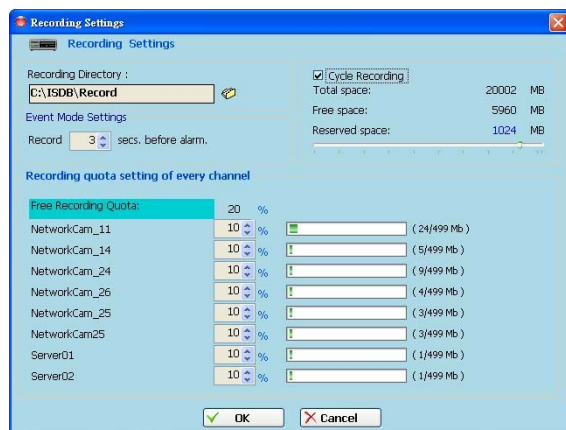 Recording Settings
Recording Settings
Recording Directory :
C:\ISDB\Record
Event Mode Settings
Record 3 secs. before alarm.
Cycle Recording
Total space: 20002 MB
Free space: 5960 MB
Reserved space: 1024 MB
Recording quota setting of every channel
Free Recording Quota: 20 %
NetworkCam_11 10 % ( 24/499 Mb )
NetworkCam_14 10 % ( 5/499 Mb )
NetworkCam_24 10 % ( 9/499 Mb )
NetworkCam_26 10 % ( 4/499 Mb )
NetworkCam_25 10 % ( 3/499 Mb )
NetworkCam25 10 % ( 3/499 Mb )
Server01 10 % ( 1/499 Mb )
Server02 10 % ( 1/499 Mb )
OK Cancel